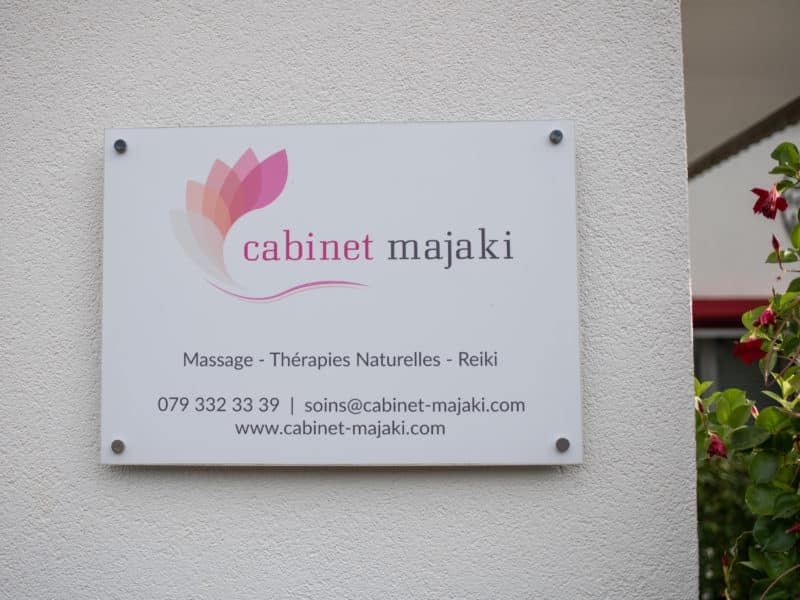 cabinet majaki
Massage - Thérapies Naturelles - Reiki
079 332 33 39 | soins@cabinet-majaki.com
www.cabinet-majaki.com